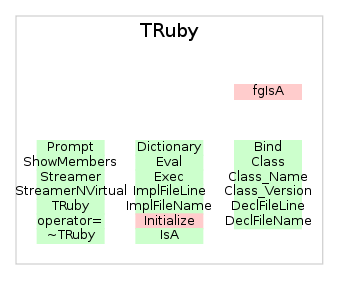 TRuby
fgIsA
Prompt
ShowMembers
Streamer
StreamerNVirtual
TRuby
operator=
~TRuby
Dictionary
Eval
Exec
ImplFileLine
ImplFileName
Initialize
IsA
Bind
Class
Class_Name
Class_Version
DeclFileLine
DeclFileName